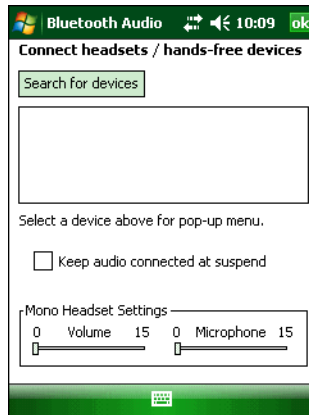 Bluetooth Audio 10:09 ok
Connect headsets / hands-free devices
Search for devices
Select a device above for pop-up menu.
Keep audio connected at suspend
Mono Headset Settings
0 Volume 15 0 Microphone 15